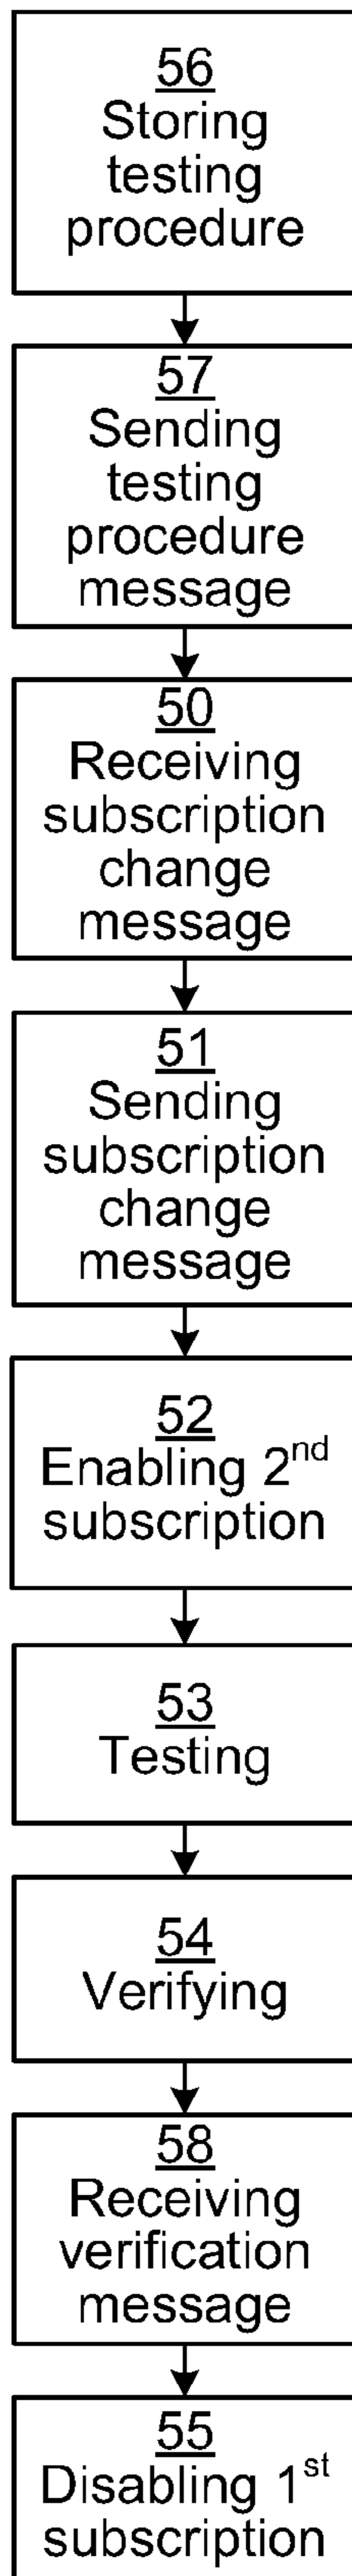 56
Storing
testing
procedure
57
Sending
testing
procedure
message
50
Receiving
subscription
change
message
51
Sending
subscription
change
message
52
Enabling 2nd
subscription
53
Testing
54
Verifying
58
Receiving
verification
message
55
Disabling 1st
subscription